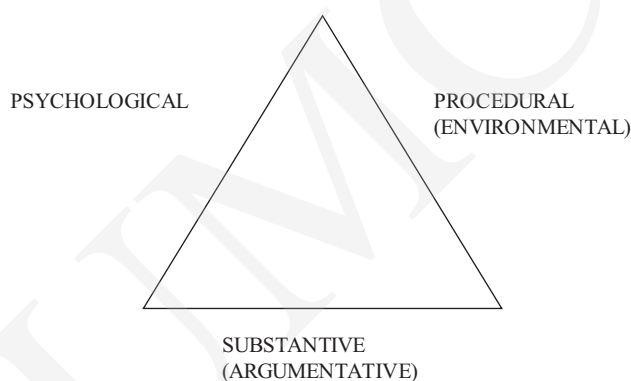 PSYCHOLOGICAL
PROCEDURAL
(ENVIRONMENTAL)
SUBSTANTIVE
(ARGUMENTATIVE)